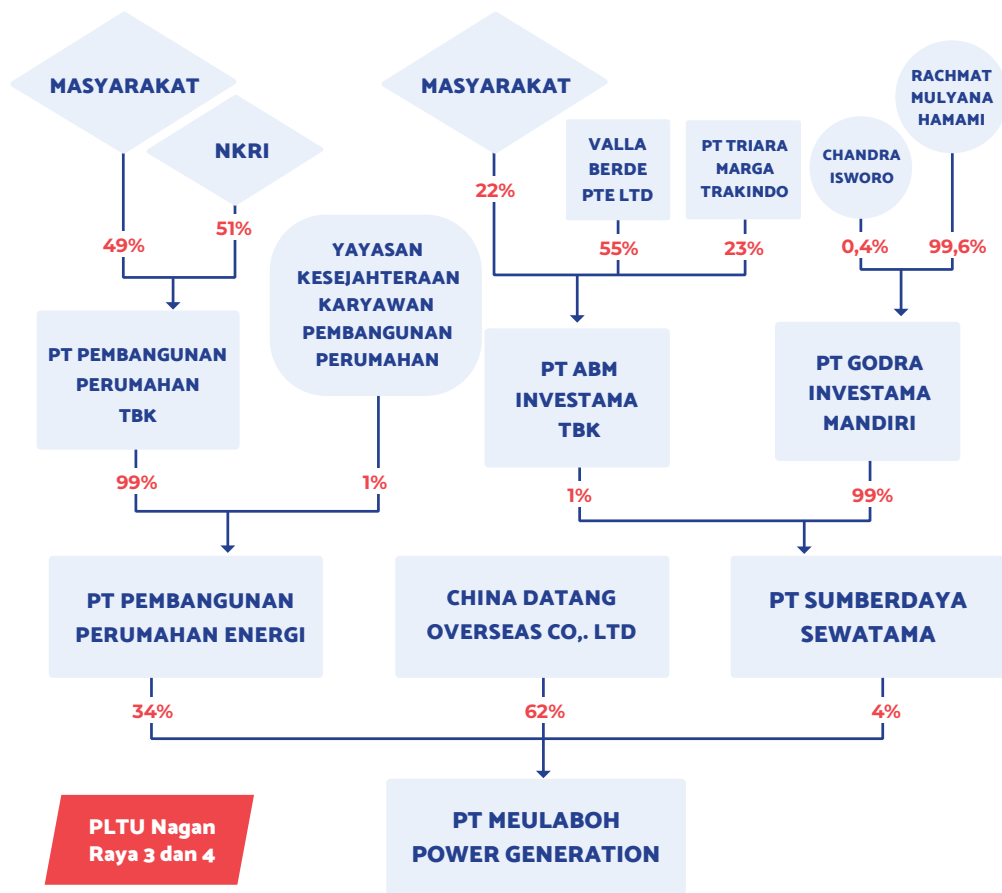 MASYARAKAT
NKRI
49%
51%
MASYARAKAT
22%
VALLA
BERDE
PTE LTD
55%
PT TRIARA
MARGA
TRAKINDO
23%
CHANDRA
ISWORO
0,4%
RACHMAT
MULYANA
HAMAMI
99,6%
YAYASAN
KESEJAHTERAAN
KARYAWAN
PEMBANGUNAN
PERUMAHAN
PT PEMBANGUNAN
PERUMAHAN
TBK
PT ABM
INVESTAMA
TBK
PT GODRA
INVESTAMA
MANDIRI
99%
1%
1%
99%
PT PEMBANGUNAN
PERUMAHAN ENERGI
CHINA DATANG
OVERSEAS CO,. LTD
PT SUMBERDAYA
SEWATAMA
34%
62%
4%
PLTU Nagan
Raya 3 dan 4
PT MEULABOH
POWER GENERATION